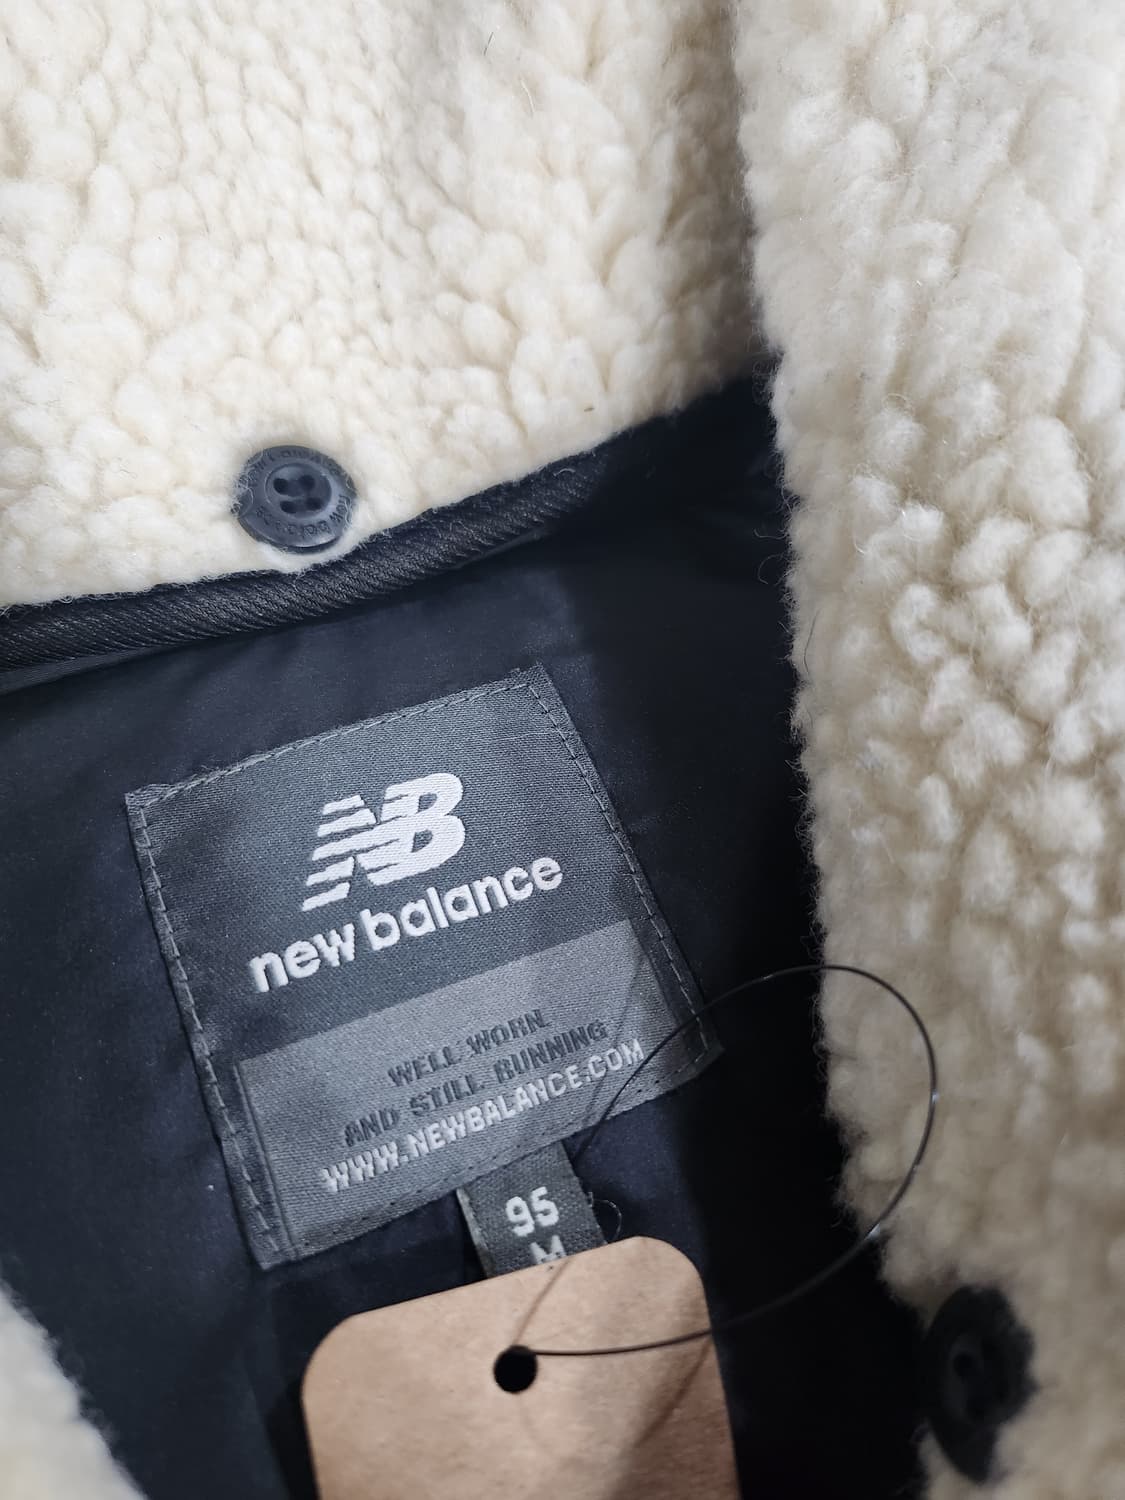 NB
new balance
WELL WORN
AND STILL RUNNING
WWW.NEWBALANCE.COM
95
M